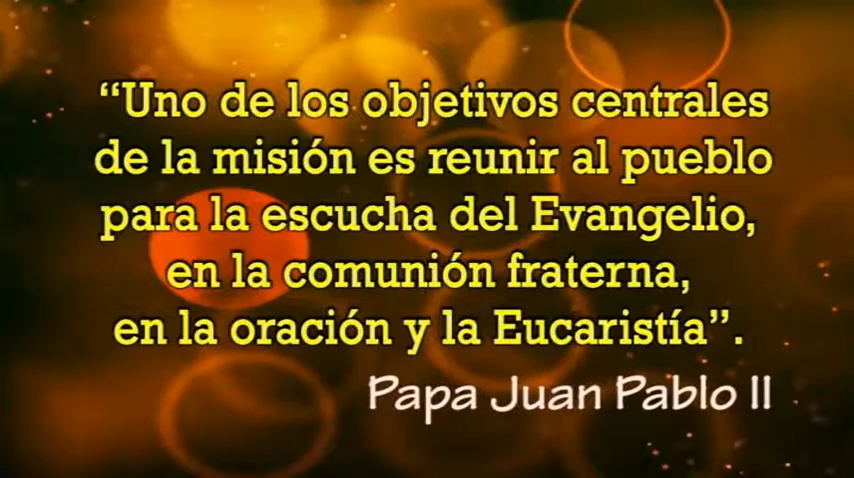 “Uno de los objetivos centrales
de la misión es reunir al pueblo
para la escucha del Evangelio,
en la comunión fraterna,
en la oración y la Eucaristía”.
Papa Juan Pablo II